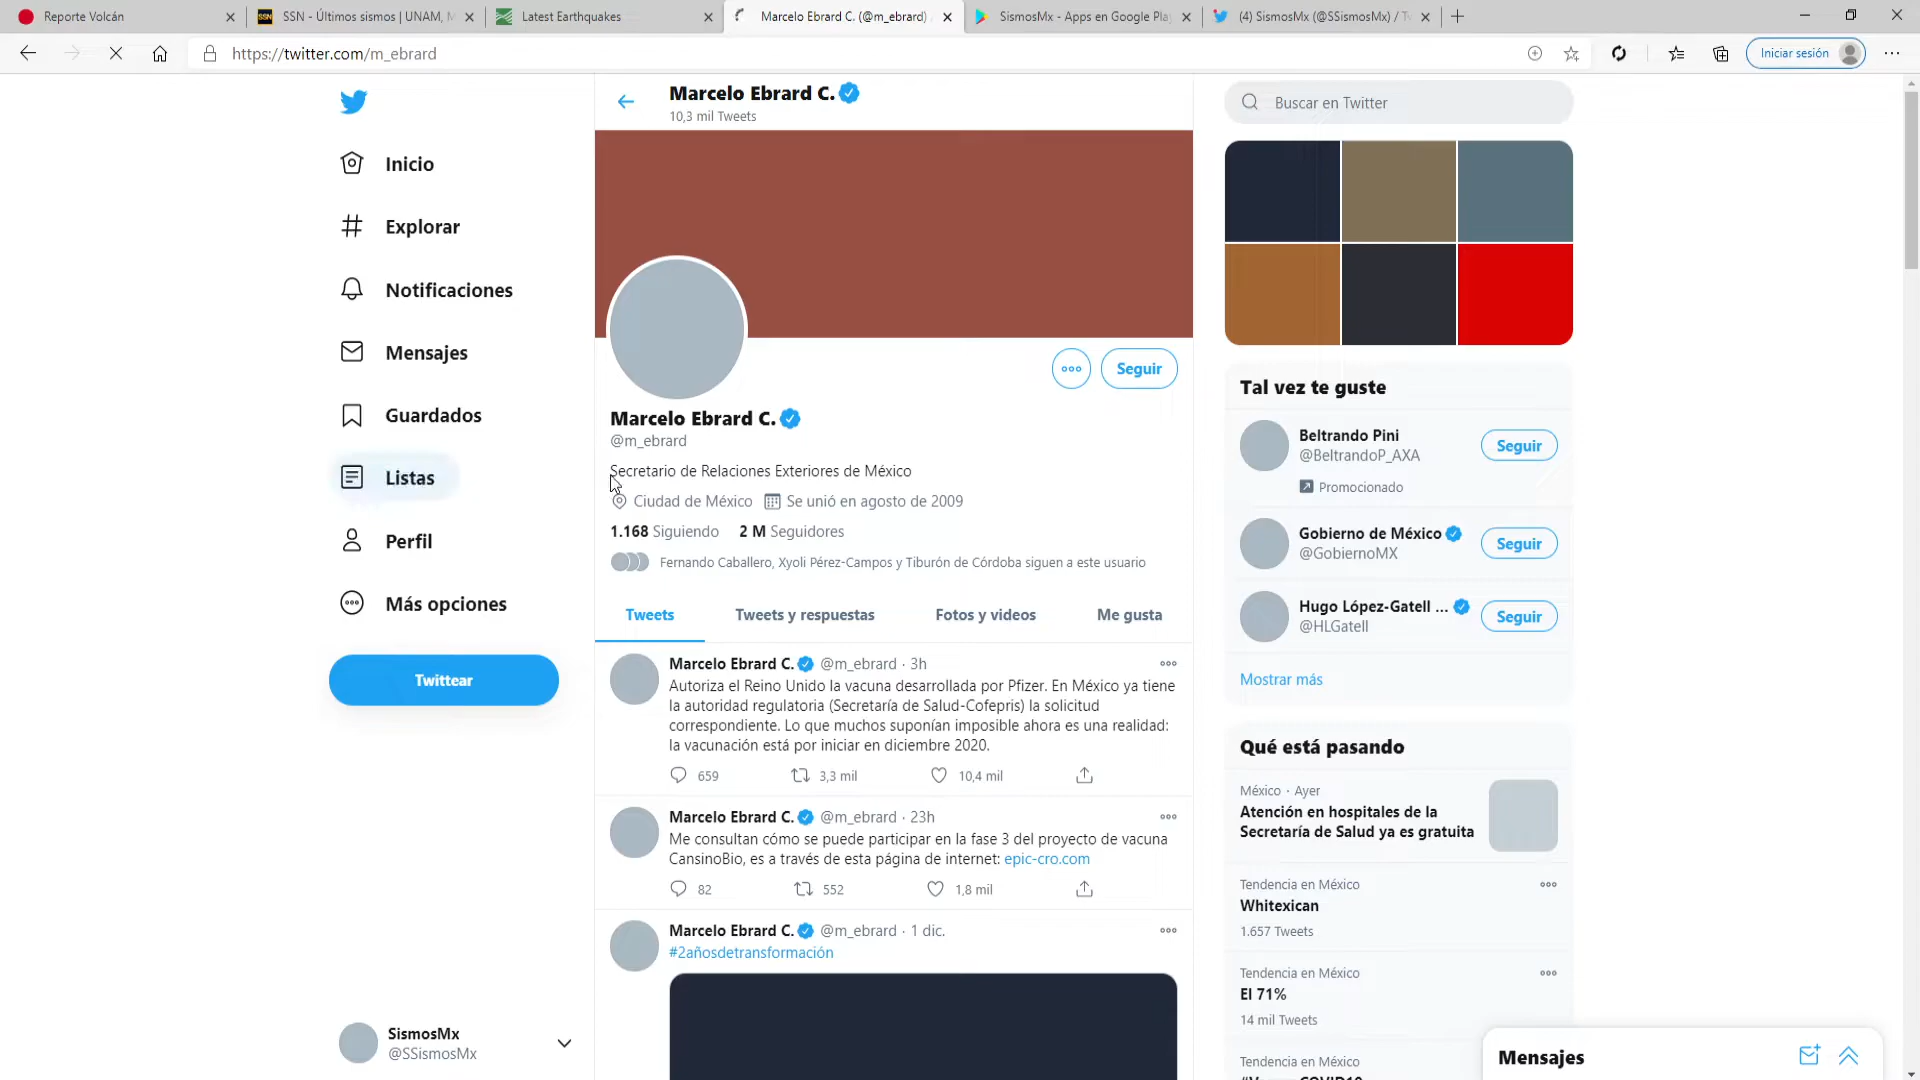 Reporte Volcán
SSN - Últimos sismos | UNAM, M
Latest Earthquakes
Marcelo Ebrard C. (@m_ebrard)
SismosMx - Apps en Google Play
(4) SismosMx (@SSismosMx) / Tw
https://twitter.com/m_ebrard
Iniciar sesión
Inicio
Explorar
Notificaciones
Mensajes
Guardados
Listas
Perfil
Más opciones
Twittear
SismosMx
@SSismosMx
Marcelo Ebrard C.
10,3 mil Tweets
Seguir
Marcelo Ebrard C.
@m_ebrard
Secretario de Relaciones Exteriores de México
Ciudad de México Se unió en agosto de 2009
1.168 Siguiendo 2 M Seguidores
Fernando Caballero, Xyoli Pérez-Campos y Tiburón de Córdoba siguen a este usuario
Tweets Tweets y respuestas Fotos y videos Me gusta
Marcelo Ebrard C. @m_ebrard · 3h
Autoriza el Reino Unido la vacuna desarrollada por Pfizer. En México ya tiene
la autoridad regulatoria (Secretaría de Salud-Cofepris) la solicitud
correspondiente. Lo que muchos suponían imposible ahora es una realidad:
la vacunación está por iniciar en diciembre 2020.
659 3,3 mil 10,4 mil
Marcelo Ebrard C. @m_ebrard · 23h
Me consultan cómo se puede participar en la fase 3 del proyecto de vacuna
CansinoBio, es a través de esta página de internet: epic-cro.com
82 552 1,8 mil
Marcelo Ebrard C. @m_ebrard · 1 dic.
#2añosdetransformación
Buscar en Twitter
Tal vez te guste
Beltrando Pini
@BeltrandoP_AXA
Seguir
Promocionado
Gobierno de México
@GobiernoMX
Seguir
Hugo López-Gatell ...
@HLGatell
Seguir
Mostrar más
Qué está pasando
México · Ayer
Atención en hospitales de la
Secretaría de Salud ya es gratuita
Tendencia en México
Whitexican
1.657 Tweets
Tendencia en México
El 71%
14 mil Tweets
Tendencia en México
Mensajes